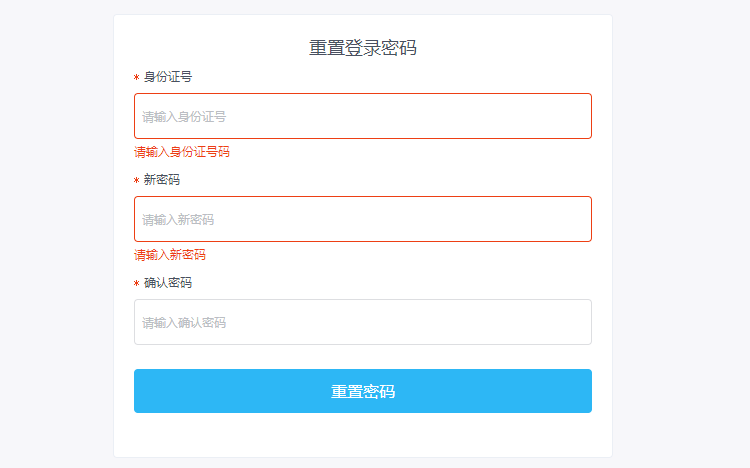 重置登录密码
* 身份证号
请输入身份证号
请输入身份证号码
* 新密码
请输入新密码
请输入新密码
* 确认密码
请输入确认密码
重置密码